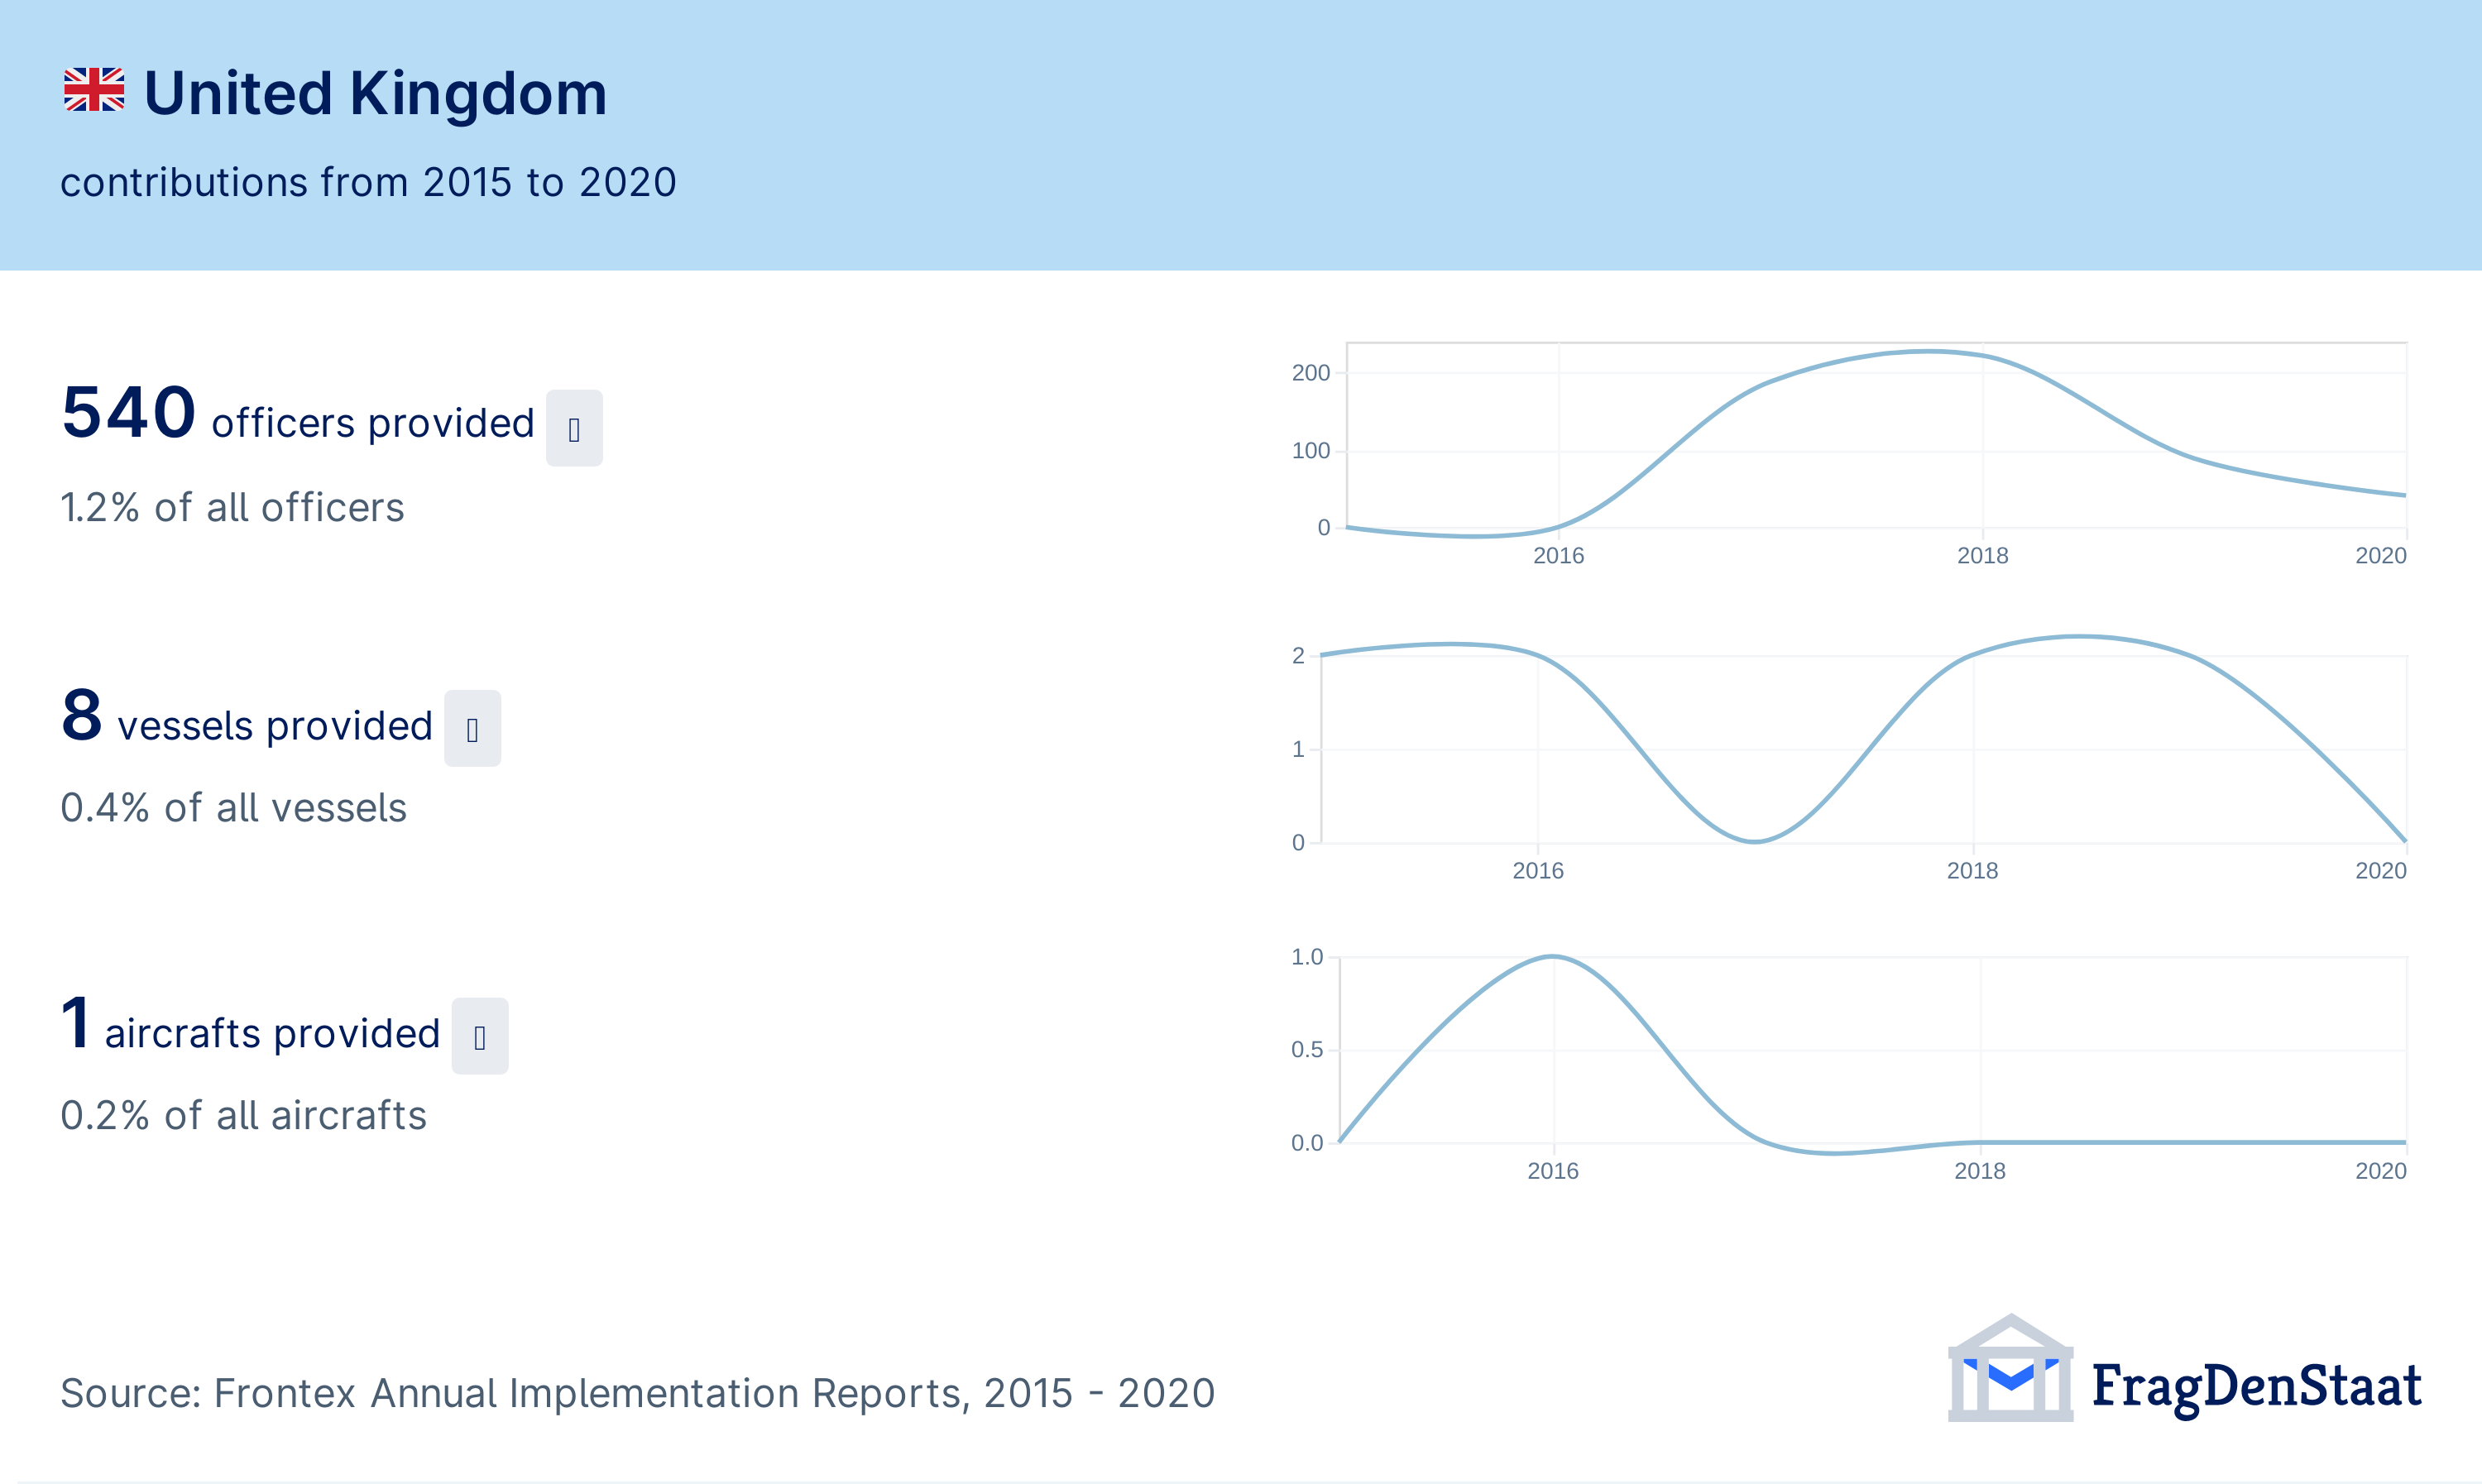 United Kingdom
contributions from 2015 to 2020
540 officers provided
1.2% of all officers
200
100
0
2016 2018 2020
8 vessels provided
0.4% of all vessels
2
1
0
2016 2018 2020
1 aircrafts provided
0.2% of all aircrafts
1.0
0.5
0.0
2016 2018 2020
Source: Frontex Annual Implementation Reports, 2015 - 2020
FragDenStaat